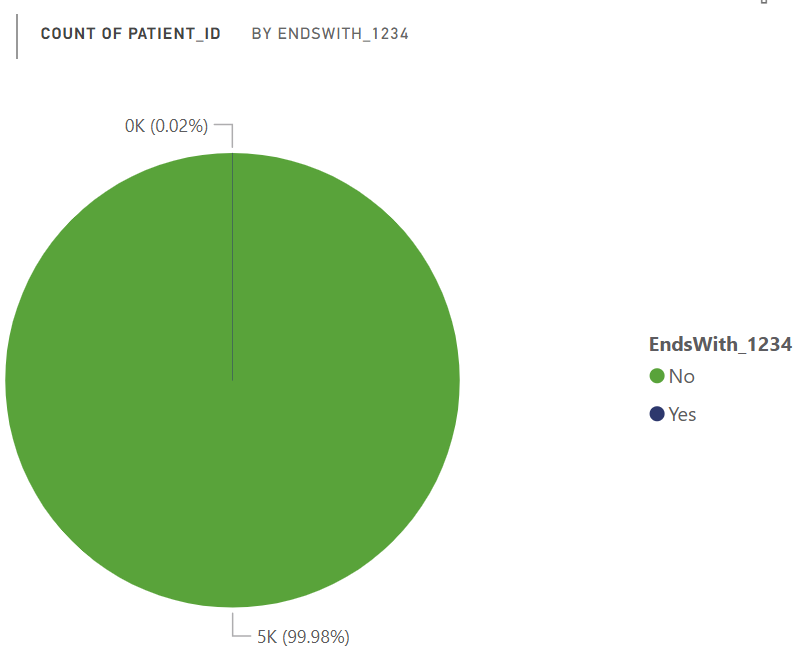 COUNT OF PATIENT_ID BY ENDSWITH_1234
0K (0.02%)
EndsWith_1234
No
Yes
5K (99.98%)